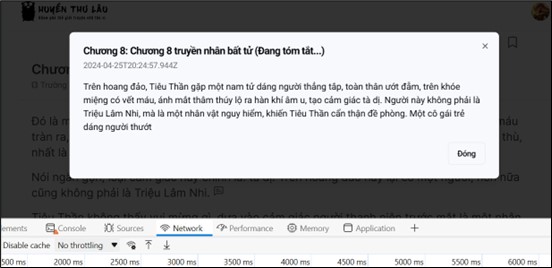 HUYỀN THƯ LÂU
Chương 8: Chương 8 truyền nhân bất tử (Đang tóm tắt...)
2024-04-25T20:24:57.944Z
Trên hoang đảo, Tiêu Thần gặp một nam tử dáng người thẳng tắp, toàn thân ướt đẫm, trên khóe
miệng có vết máu, ánh mắt thâm thúy lộ ra hàn khí âm u, tạo cảm giác tà dị. Người này không phải là
Triệu Lâm Nhi, mà là một nhân vật nguy hiểm, khiến Tiêu Thần cẩn thận đề phòng. Một cô gái trẻ
dáng người thướt
Đóng
Chươn
Trường
Đó là m
máu
tràn ra,
thù,
nhất là
Nói ng
cũng không phải là Triệu Lâm Nhi.
ements Console Sources Network Performance Memory Application
Disable cache No throttling
500 ms 2000 ms 2500 ms 3000 ms 3500 ms 4000 ms 4500 ms 5000 ms 5500 ms 6000 ms